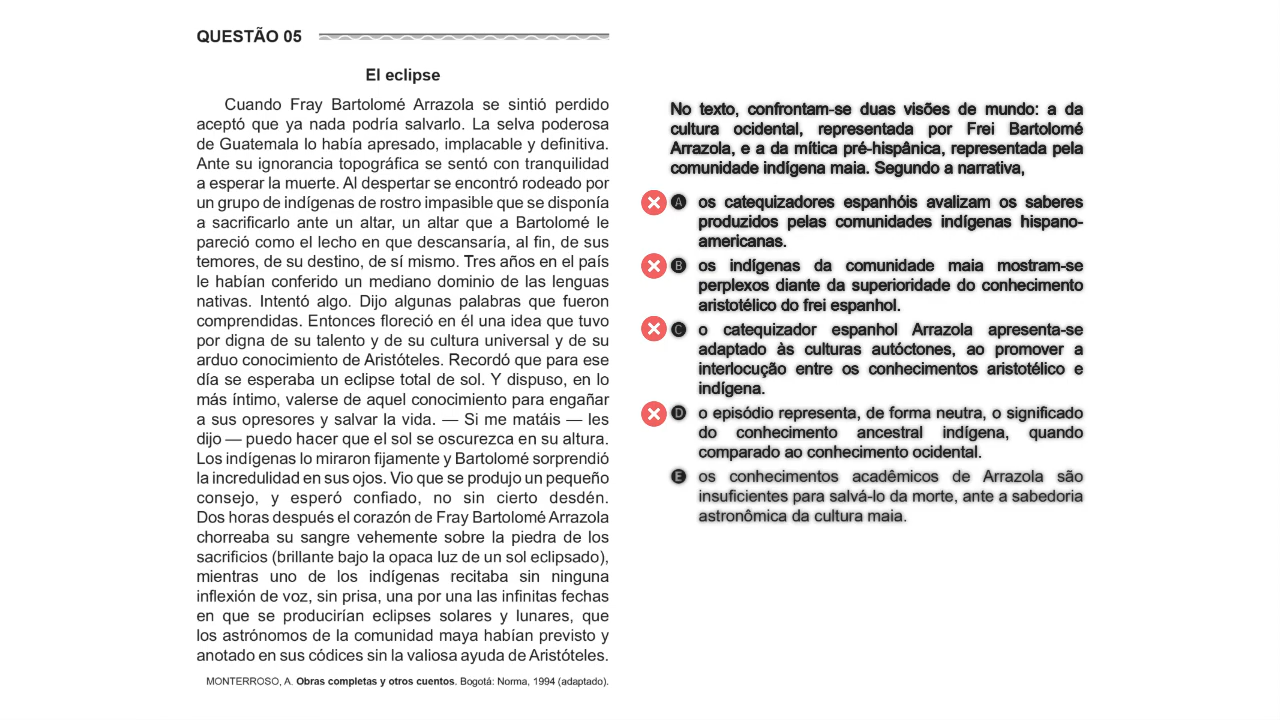 QUESTÃO 05
El eclipse
Cuando Fray Bartolomé Arrazola se sintió perdido
aceptó que ya nada podría salvarlo. La selva poderosa
de Guatemala lo había apresado, implacable y definitiva.
Ante su ignorancia topográfica se sentó con tranquilidad
a esperar la muerte. Al despertar se encontró rodeado por
un grupo de indígenas de rostro impasible que se disponía
a sacrificarlo ante un altar, un altar que a Bartolomé le
pareció como el lecho en que descansaría, al fin, de sus
temores, de su destino, de sí mismo. Tres años en el país
le habían conferido un mediano dominio de las lenguas
nativas. Intentó algo. Dijo algunas palabras que fueron
comprendidas. Entonces floreció en él una idea que tuvo
por digna de su talento y de su cultura universal y de su
arduo conocimiento de Aristóteles. Recordó que para ese
día se esperaba un eclipse total de sol. Y dispuso, en lo
más íntimo, valerse de aquel conocimiento para engañar
a sus opresores y salvar la vida. — Si me matáis — les
dijo — puedo hacer que el sol se oscurezca en su altura.
Los indígenas lo miraron fijamente y Bartolomé sorprendió
la incredulidad en sus ojos. Vio que se produjo un pequeño
consejo, y esperó confiado, no sin cierto desdén.
Dos horas después el corazón de Fray Bartolomé Arrazola
chorreaba su sangre vehemente sobre la piedra de los
sacrificios (brillante bajo la opaca luz de un sol eclipsado),
mientras uno de los indígenas recitaba sin ninguna
inflexión de voz, sin prisa, una por una las infinitas fechas
en que se producirían eclipses solares y lunares, que
los astrónomos de la comunidad maya habían previsto y
anotado en sus códices sin la valiosa ayuda de Aristóteles.
MONTERROSO, A. Obras completas y otros cuentos. Bogotá: Norma, 1994 (adaptado).
No texto, confrontam-se duas visões de mundo: a da
cultura ocidental, representada por Frei Bartolomé
Arrazola, e a da mítica pré-hispânica, representada pela
comunidade indígena maia. Segundo a narrativa,
A os catequizadores espanhóis avalizam os saberes
produzidos pelas comunidades indígenas hispano-
americanas.
B os indígenas da comunidade maia mostram-se
perplexos diante da superioridade do conhecimento
aristotélico do frei espanhol.
C o catequizador espanhol Arrazola apresenta-se
adaptado às culturas autóctones, ao promover a
interlocução entre os conhecimentos aristotélico e
indígena.
D o episódio representa, de forma neutra, o significado
do conhecimento ancestral indígena, quando
comparado ao conhecimento ocidental.
E os conhecimentos acadêmicos de Arrazola são
insuficientes para salvá-lo da morte, ante a sabedoria
astronômica da cultura maia.